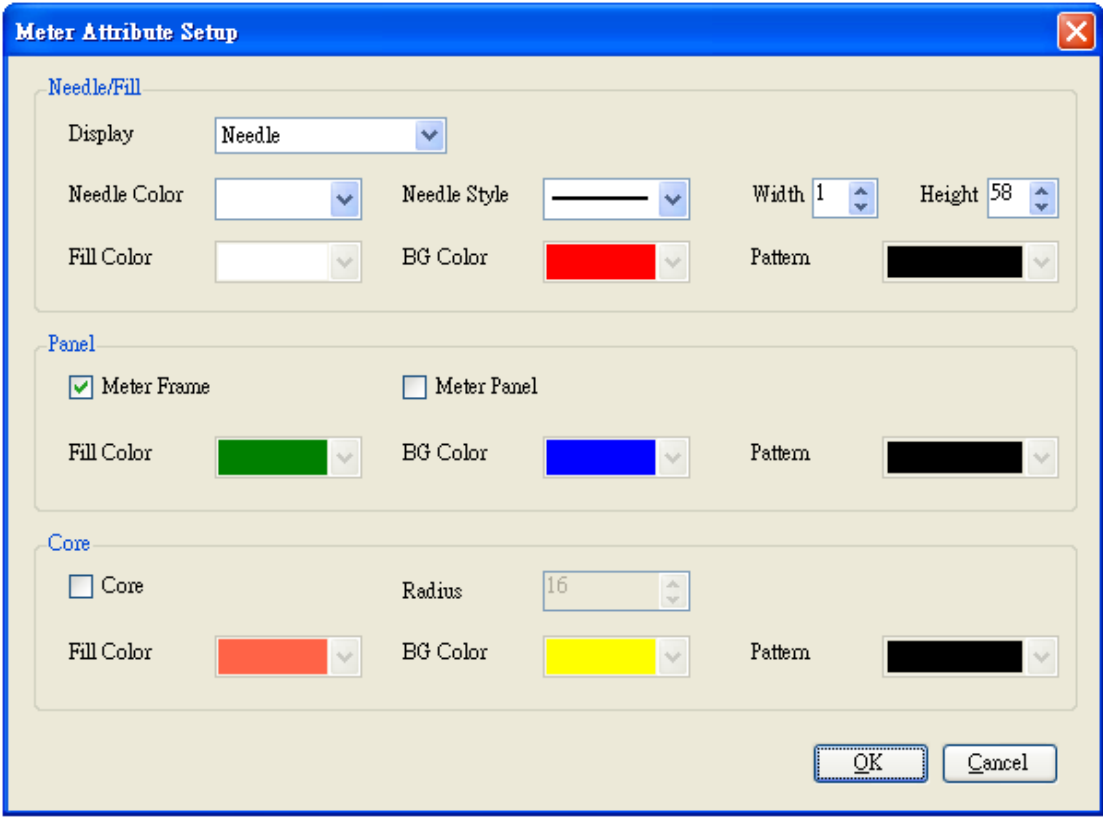 Meter Attribute Setup
Needle/Fill
Display Needle
Needle Color Needle Style Width 1 Height 58
Fill Color BG Color Pattern
Panel
Meter Frame Meter Panel
Fill Color BG Color Pattern
Core
Core Radius 16
Fill Color BG Color Pattern
OK Cancel